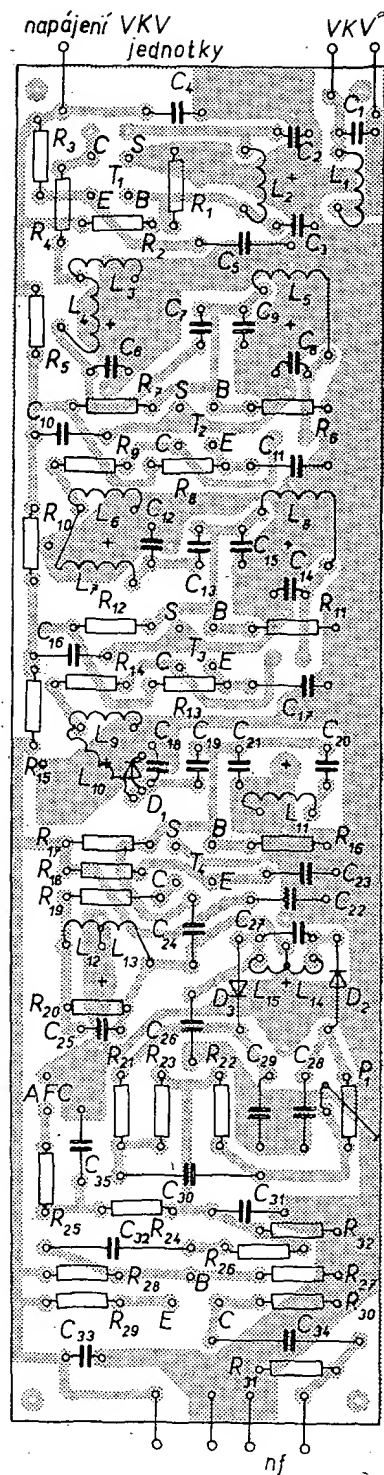 napájení VKV VKV
jednotky
C4
C1
R3 C S C2
T1 L2 + L1
R4 E B R1
R2 C3
C5
L3
L4 L5
+ C7 C9 +
R5 C6 C8
R7 S B
C10 T2 R6
R9 C E C11
R8
R10 L6 C12 L8
+ C15 +
L7 C13 C14
R12 S B R11
C16 T3
R14 C E
R13 C17
L9 C18 C19 C21 C20
R15 L10 +
D1 L11
R17 S B R16
R18 T4
R19 C E C23
C22
C24 C27
L12 L13
+ D3 L15 + L14 D2
R20
C25 C26
R21 R23 R22 C29 C28 P1
AFC
C35
C30
R25 C31
C32 R24 R32
R26
R28 B R27
R29 E C R30
C33 C34
R31
nf